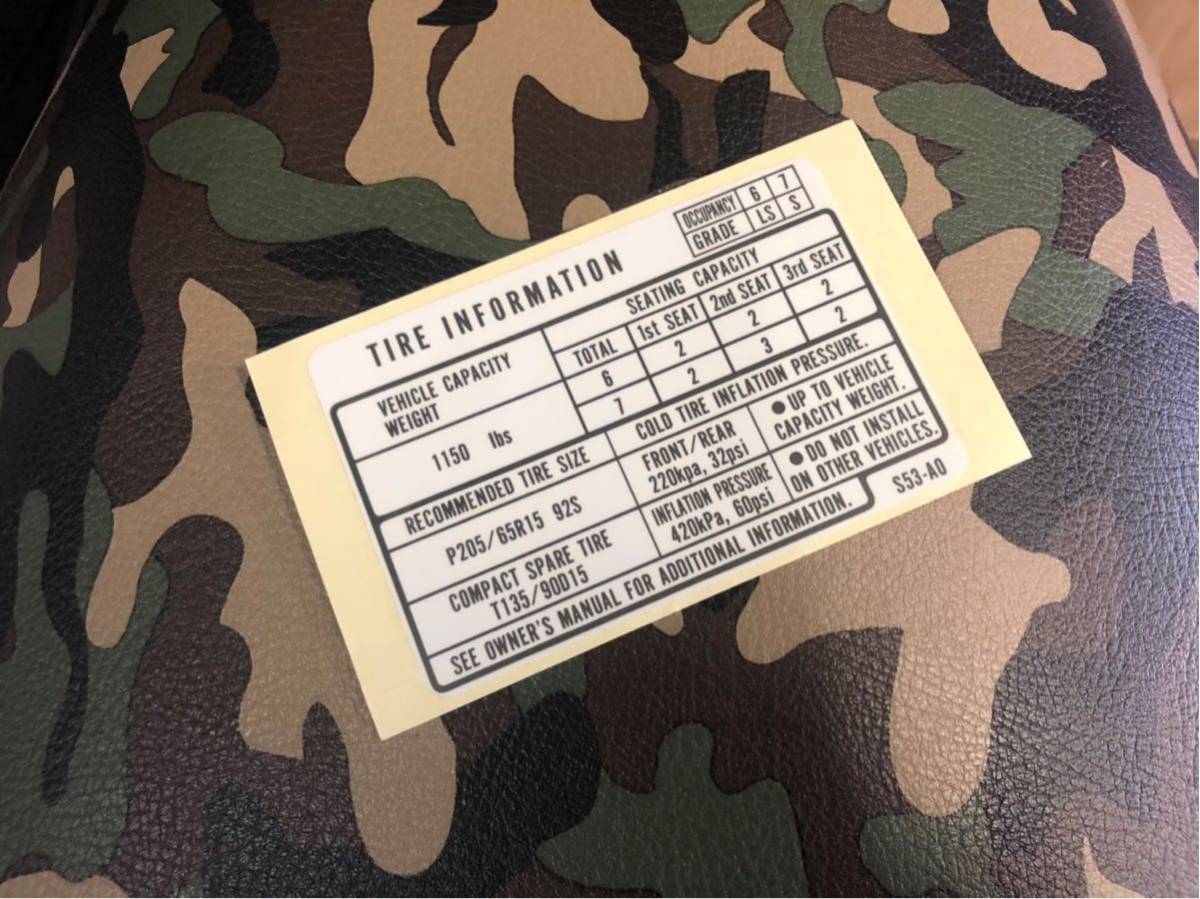 TIRE INFORMATION
OCCUPANCY 6 7
GRADE LS S
VEHICLE CAPACITY
WEIGHT
1150 lbs
SEATING CAPACITY
TOTAL 1st SEAT 2nd SEAT 3rd SEAT
6 2 2 2
7 2 3 2
RECOMMENDED TIRE SIZE
P205/65R15 92S
COMPACT SPARE TIRE
T135/90D15
COLD TIRE INFLATION PRESSURE.
FRONT/REAR
220kpa, 32psi
INFLATION PRESSURE
420kPa, 60psi
●UP TO VEHICLE
CAPACITY WEIGHT.
●DO NOT INSTALL
ON OTHER VEHICLES.
SEE OWNER'S MANUAL FOR ADDITIONAL INFORMATION.
S53-A0